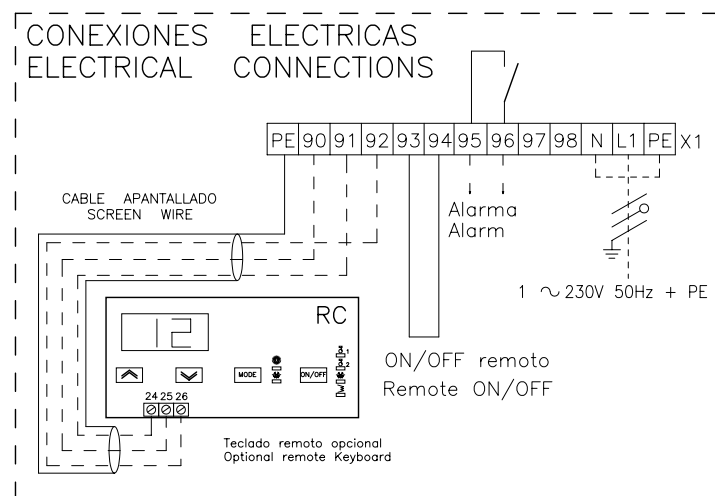 CONEXIONES ELECTRICAS
ELECTRICAL CONNECTIONS
PE 90 91 92 93 94 95 96 97 98 N L1 PE X1
CABLE APANTALLADO
SCREEN WIRE
Alarma
Alarm
1 ∿ 230V 50Hz + PE
RC
12
MODE
ON/OFF
24 25 26
ON/OFF remoto
Remote ON/OFF
Teclado remoto opcional
Optional remote Keyboard